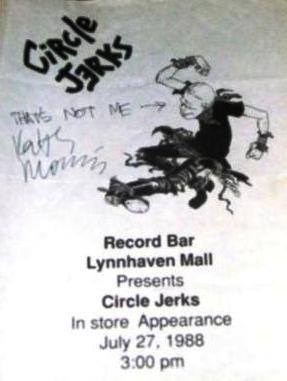 CIRCLE
JERKS
THAT'S NOT ME →
Keith
Morris
Record Bar
Lynnhaven Mall
Presents
Circle Jerks
In store Appearance
July 27, 1988
3:00 pm